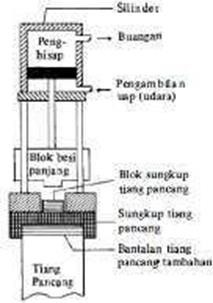 Silinder
Peng-
hisap
Buangan
Pengambilan
uap (udara)
Blok besi
panjang
Blok sungkup
tiang pancang
Sungkup tiang
pancang
Bantalan tiang
pancang tambahan
Tiang
Pancang